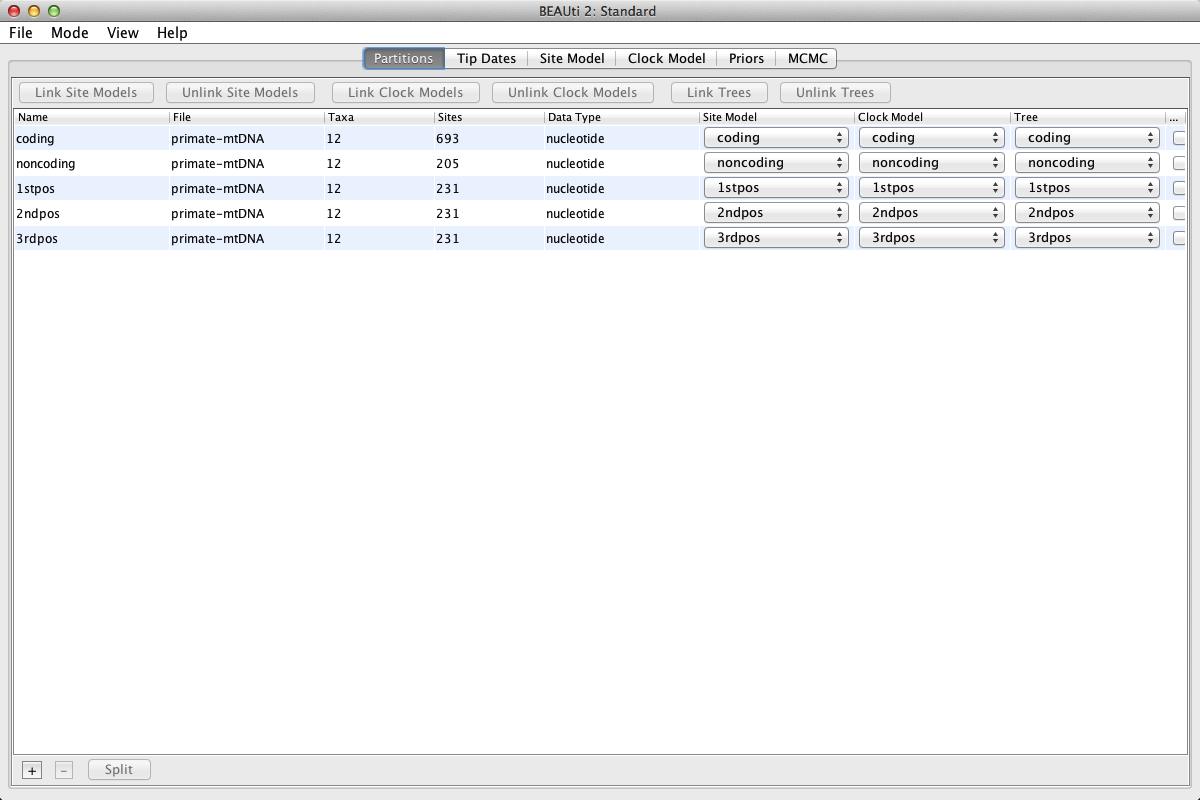 BEAUti 2: Standard
File Mode View Help
Partitions Tip Dates Site Model Clock Model Priors MCMC
Link Site Models Unlink Site Models Link Clock Models Unlink Clock Models Link Trees Unlink Trees
Name File Taxa Sites Data Type Site Model Clock Model Tree ...
coding primate-mtDNA 12 693 nucleotide coding coding coding
noncoding primate-mtDNA 12 205 nucleotide noncoding noncoding noncoding
1stpos primate-mtDNA 12 231 nucleotide 1stpos 1stpos 1stpos
2ndpos primate-mtDNA 12 231 nucleotide 2ndpos 2ndpos 2ndpos
3rdpos primate-mtDNA 12 231 nucleotide 3rdpos 3rdpos 3rdpos
+ - Split